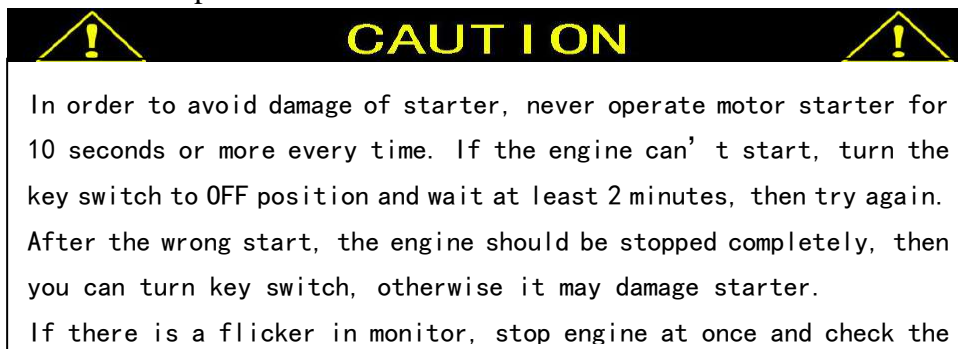 CAUTION
In order to avoid damage of starter, never operate motor starter for
10 seconds or more every time. If the engine can't start, turn the
key switch to OFF position and wait at least 2 minutes, then try again.
After the wrong start, the engine should be stopped completely, then
you can turn key switch, otherwise it may damage starter.
If there is a flicker in monitor, stop engine at once and check the